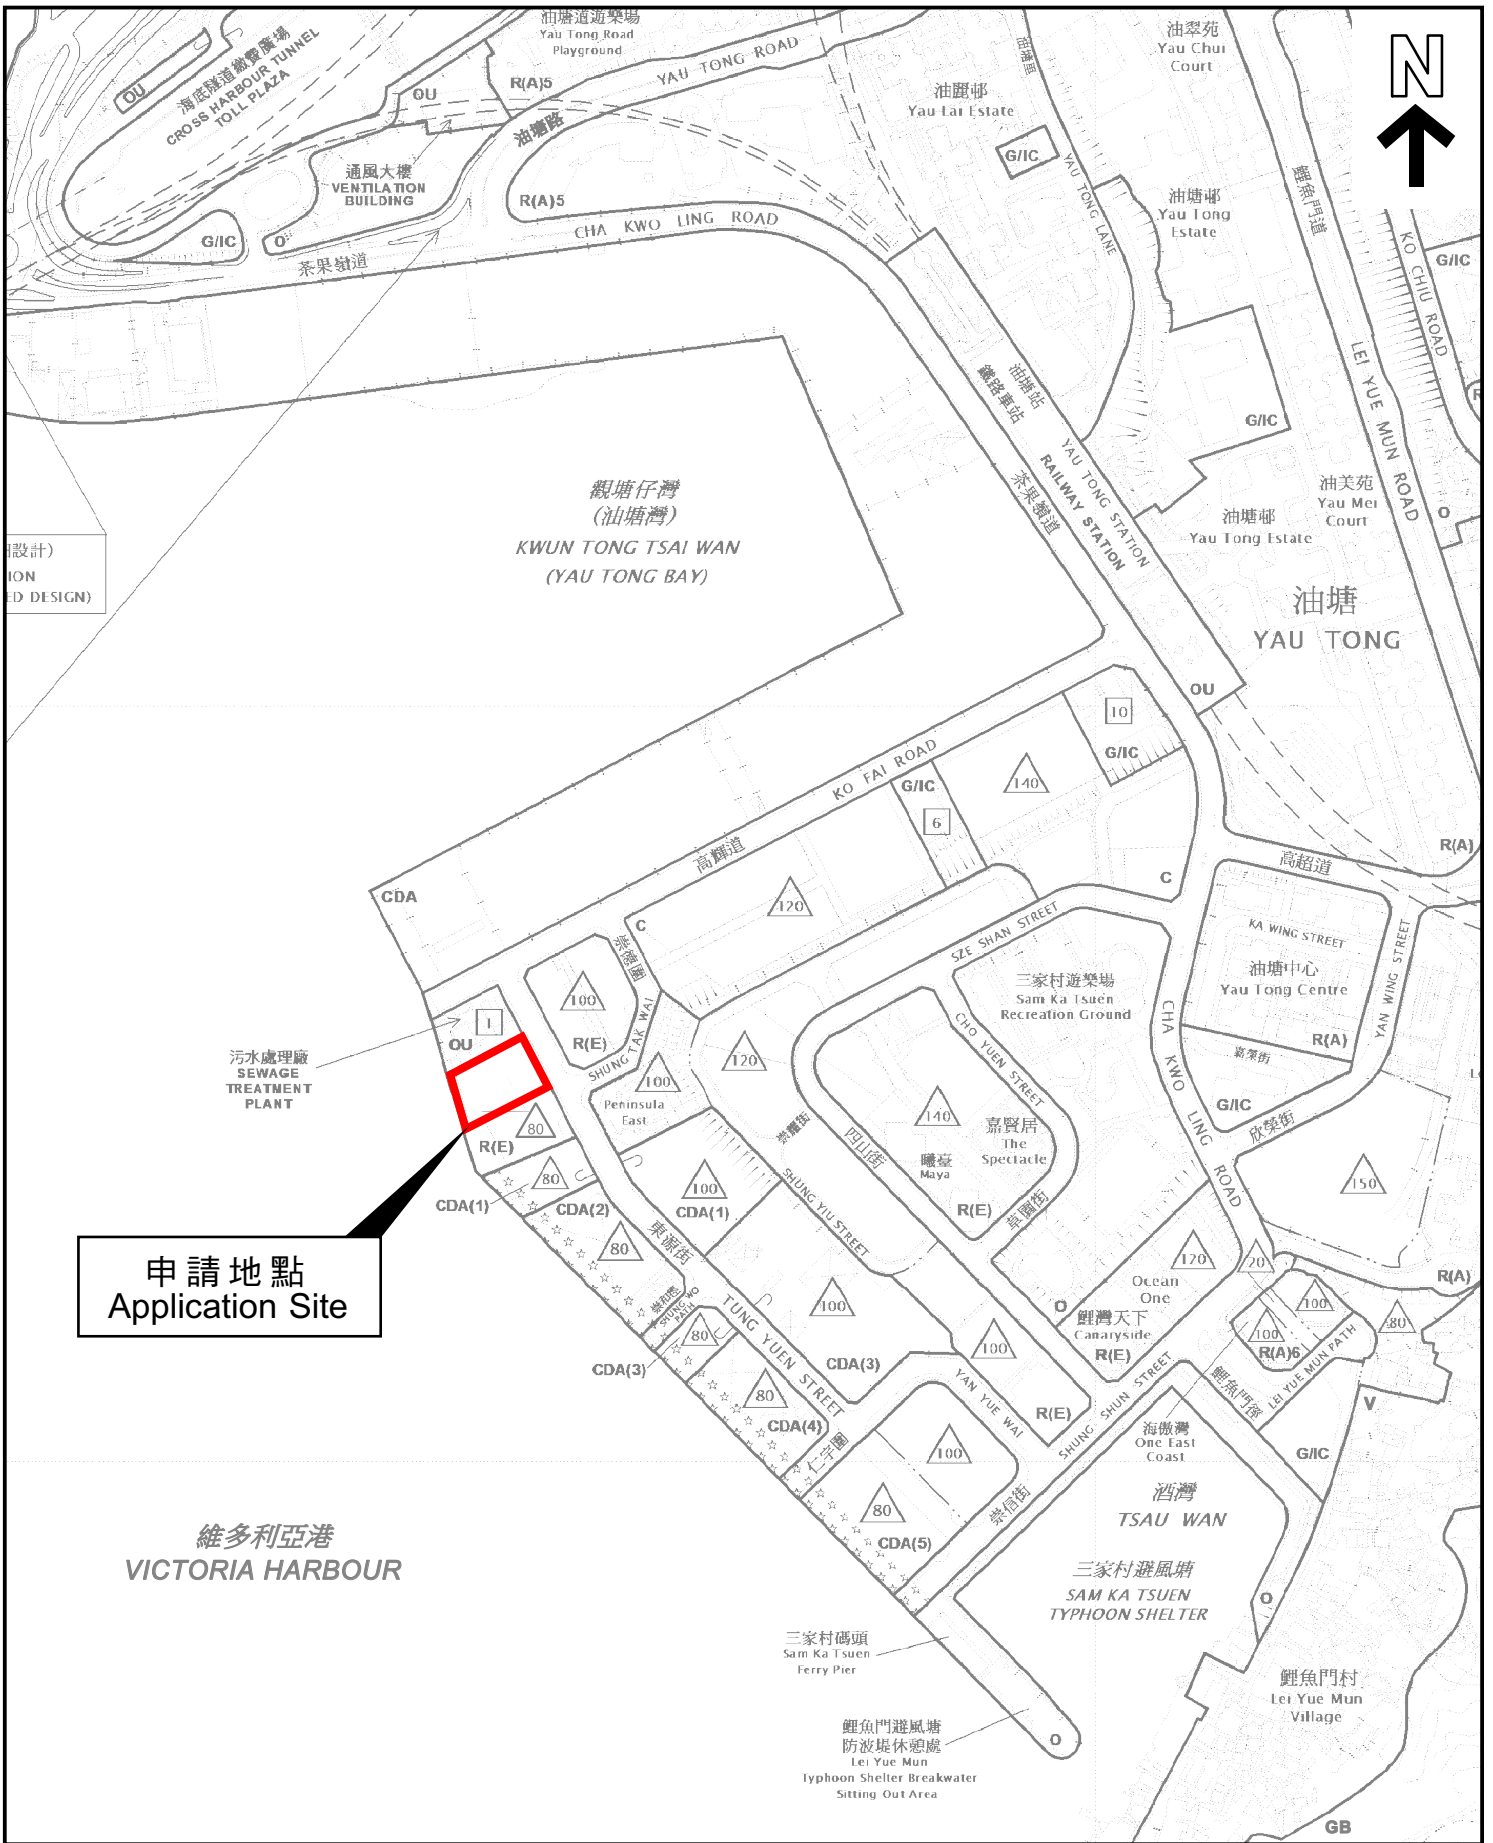 油塘道遊樂場
Yau Tong Road
Playground
海底隧道繳費廣場
CROSS HARBOUR TUNNEL
TOLL PLAZA
OU
OU
R(A)5
YAU TONG ROAD
油塘路
通風大樓
VENTILATION
BUILDING
R(A)5
G/IC
O
CHA KWO LING ROAD
茶果嶺道
油麗邨
Yau Lai Estate
G/IC
油塘里
YAU TONG LANE
油翠苑
Yau Chui
Court
N
油塘邨
Yau Tong
Estate
鯉魚門道
KO CHIU ROAD
G/IC
LEI YUE MUN ROAD
G/IC
油塘站
鐵路車站
YAU TONG STATION
RAILWAY STATION
茶果嶺道
油美苑
Yau Mei
Court
O
油塘邨
Yau Tong Estate
觀塘仔灣
(油塘灣)
KWUN TONG TSAI WAN
(YAU TONG BAY)
設計)
ION
ED DESIGN)
油塘
YAU TONG
OU
10
G/IC
140
KO FAI ROAD
高輝道
G/IC
6
120
C
R(A)
高超道
CDA
C
崇德圍
SZE SHAN STREET
KA WING STREET
油塘中心
Yau Tong Centre
YAN WING STREET
R(A)
嘉榮街
G/IC
欣榮街
三家村遊樂場
Sam Ka Tsuen
Recreation Ground
CHO YUEN STREET
CHA KWO LING ROAD
100
R(E)
SHUNG TAK WAI
1
OU
污水處理廠
SEWAGE
TREATMENT
PLANT
120
100
Peninsula
East
80
R(E)
80
CDA(1)
CDA(2)
80
100
CDA(1)
崇耀街
SHUNG YIU STREET
四山街
140
曦臺
Maya
嘉賢居
The
Spectacle
R(E)
草園街
150
R(A)
申請地點
Application Site
東源街
TUNG YUEN STREET
崇和徑
SHUNG WO
PATH
80
CDA(3)
100
CDA(3)
80
CDA(4)
120
Ocean
One
O
鯉灣天下
Canaryside
R(E)
20
100
100
R(A)6
80
LEI YUE MUN PATH
鯉魚門徑
V
100
YAN YUE WAI
R(E)
SHUNG SHUN STREET
仁宇圍
100
80
CDA(5)
崇信街
海傲灣
One East
Coast
G/IC
酒灣
TSAU WAN
三家村避風塘
SAM KA TSUEN
TYPHOON SHELTER
O
維多利亞港
VICTORIA HARBOUR
三家村碼頭
Sam Ka Tsuen
Ferry Pier
鯉魚門避風塘
防波堤休憩處
Lei Yue Mun
Typhoon Shelter Breakwater
Sitting Out Area
O
鯉魚門村
Lei Yue Mun
Village
GB